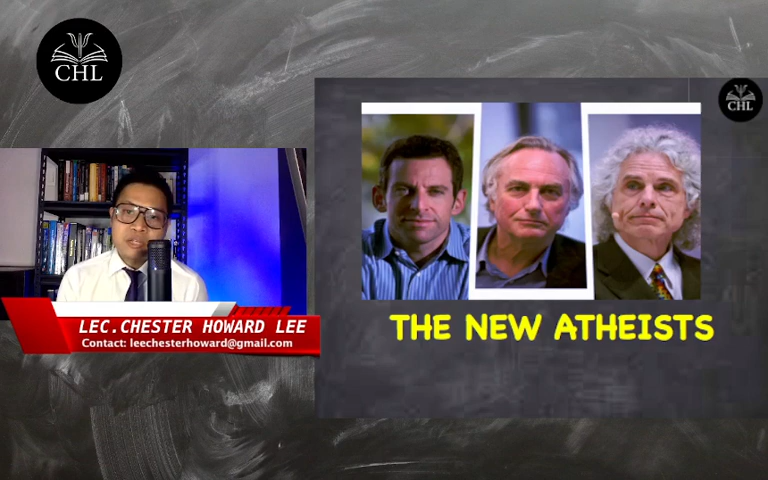 CHL
CHL
LEC.CHESTER HOWARD LEE
Contact: leechesterhoward@gmail.com
THE NEW ATHEISTS